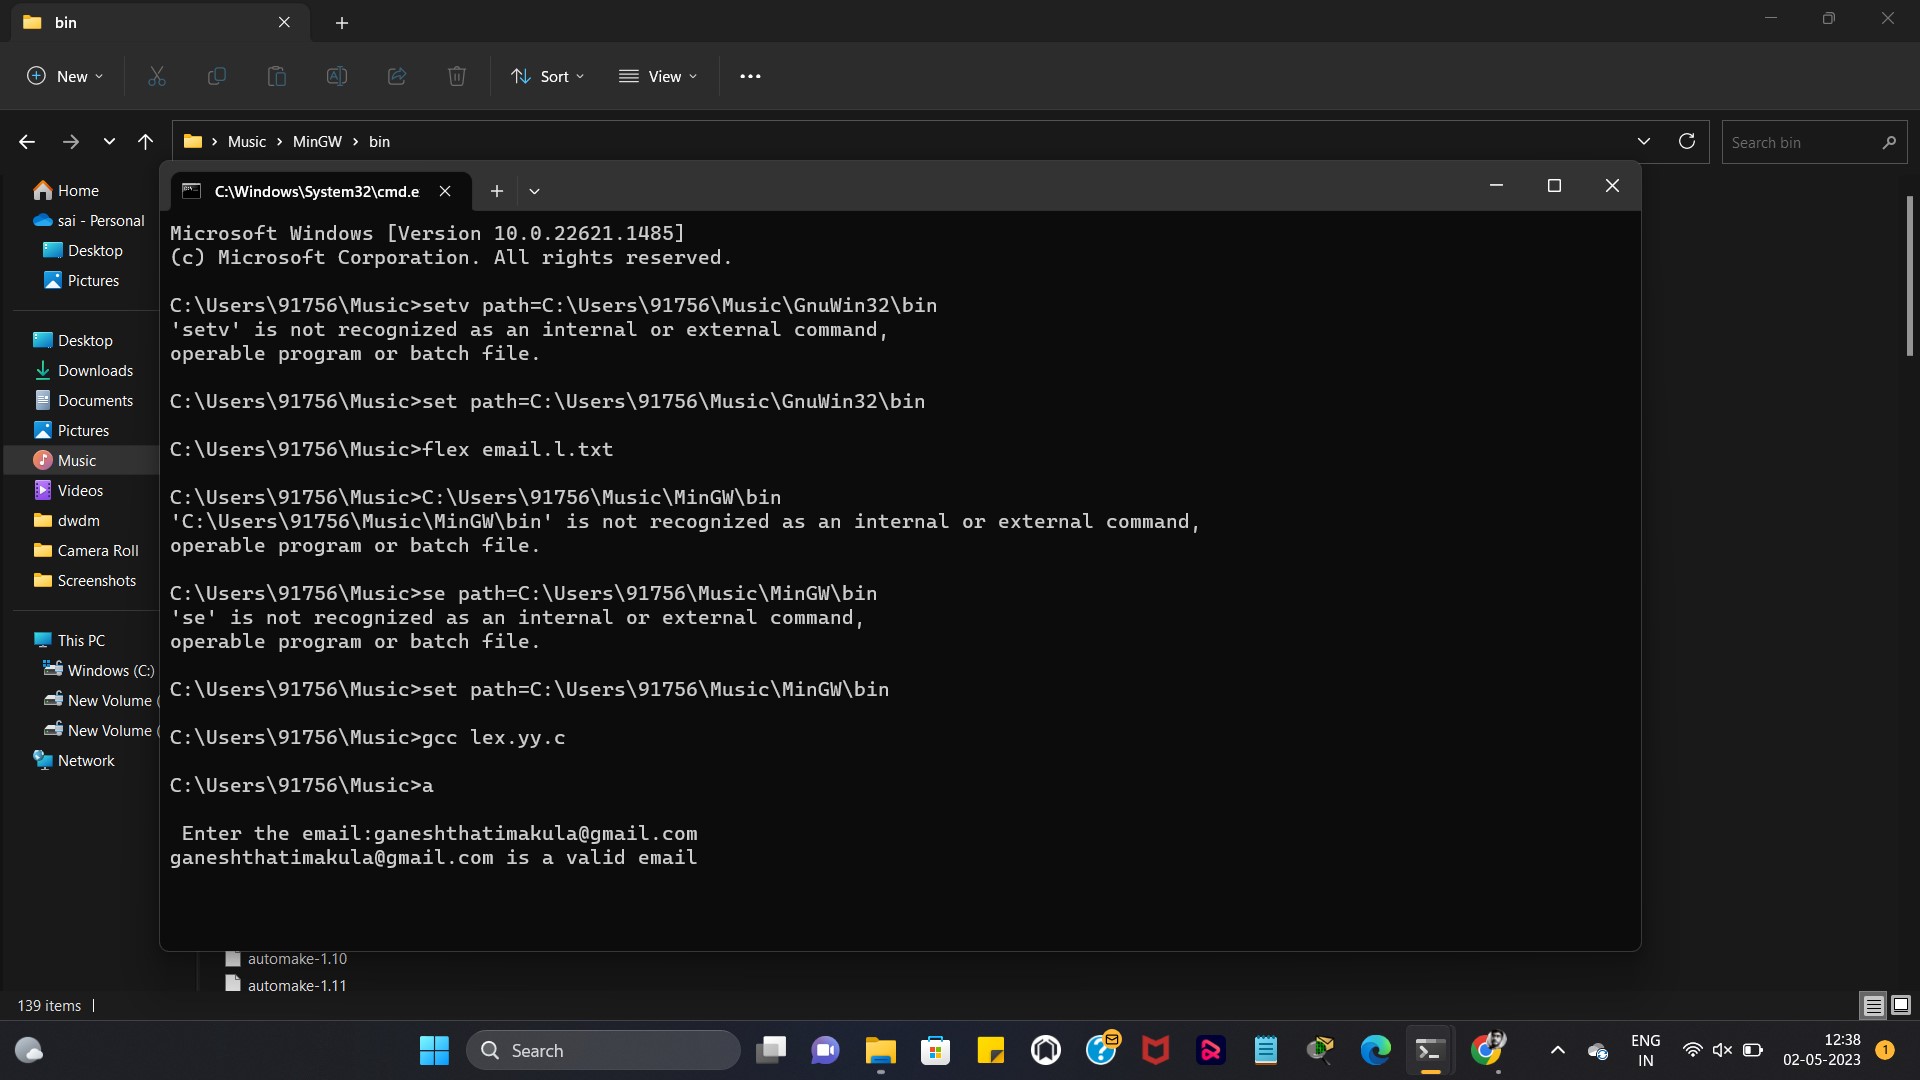 bin
New
Sort
View
Music > MinGW > bin
Search bin
Home
sai - Personal
Desktop
Pictures
Desktop
Downloads
Documents
Pictures
Music
Videos
dwdm
Camera Roll
Screenshots
This PC
Windows (C:)
New Volume (
New Volume (
Network
C:\Windows\System32\cmd.e
Microsoft Windows [Version 10.0.22621.1485]
(c) Microsoft Corporation. All rights reserved.
C:\Users\91756\Music>setv path=C:\Users\91756\Music\GnuWin32\bin
'setv' is not recognized as an internal or external command,
operable program or batch file.
C:\Users\91756\Music>set path=C:\Users\91756\Music\GnuWin32\bin
C:\Users\91756\Music>flex email.l.txt
C:\Users\91756\Music>C:\Users\91756\Music\MinGW\bin
'C:\Users\91756\Music\MinGW\bin' is not recognized as an internal or external command,
operable program or batch file.
C:\Users\91756\Music>se path=C:\Users\91756\Music\MinGW\bin
'se' is not recognized as an internal or external command,
operable program or batch file.
C:\Users\91756\Music>set path=C:\Users\91756\Music\MinGW\bin
C:\Users\91756\Music>gcc lex.yy.c
C:\Users\91756\Music>a
Enter the email:ganeshthatimakula@gmail.com
ganeshthatimakula@gmail.com is a valid email
automake-1.10
automake-1.11
139 items
Search
ENG
IN
12:38
02-05-2023
1